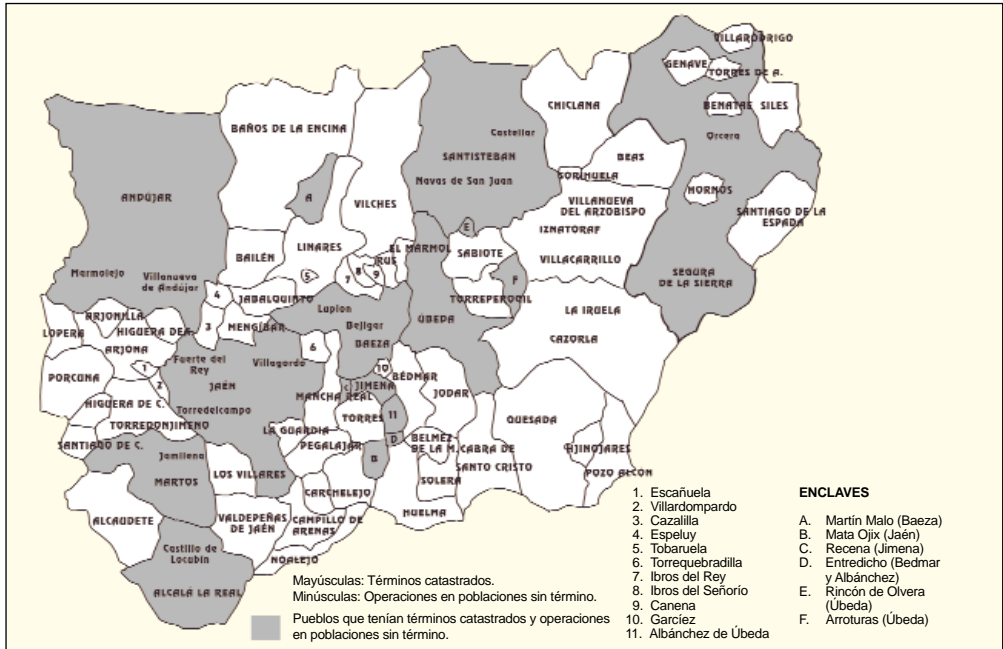 VILLARODRIGO
GENAVE
TORRES DE A.
CHICLANA
BENATAE
SILES
BAÑOS DE LA ENCINA
Castellar
Orcera
SANTISTEBAN
BEAS
Navas de San Juan
SORIHUELA
HORNOS
ANDÚJAR
A
VILCHES
VILLANUEVA
DEL ARZOBISPO
SANTIAGO DE LA
ESPADA
E
IZNATORAF
LINARES
EL MARMOL
BAILÉN
RUS
SABIOTE
VILLACARRILLO
Marmolejo
Villanueva
de Andújar
5
7
8
9
F
SEGURA
DE LA SIERRA
4
JABALQUINTO
TORREPEROGIL
Lupion
LA IRUELA
ARJONILLA
3
MENGÍBAR
Bejigar
ÚBEDA
LOPERA
HIGUERA DE A.
CAZORLA
ARJONA
6
BAEZA
Fuerte del
Rey
Villagordo
1
10
BÉDMAR
PORCUNA
2
JAÉN
C
JIMENA
MANCHA REAL
JODAR
HIGUERA DE C.
Torredelcampo
TORRES
11
QUESADA
TORREDONJIMENO
LA GUARDIA
D
SANTIAGO DE C.
PEGALAJAR
BELMEZ
DE LA M.
CABRA DE
SANTO CRISTO
HJINOJARES
Jamilena
B
LOS VILLARES
SOLERA
POZO ALCÓN
MARTOS
CARCHELEJO
ALCAUDETE
VALDEPEÑAS
DE JAÉN
CAMPILLO DE
ARENAS
HUELMA
Castillo de
Locubín
NOALEJO
ALCALÁ LA REAL
Mayúsculas: Términos catastrados.
Minúsculas: Operaciones en poblaciones sin término.
Pueblos que tenían términos catastrados y operaciones
en poblaciones sin término.
1. Escañuela
2. Villardompardo
3. Cazalilla
4. Espeluy
5. Tobaruela
6. Torrequebradilla
7. Ibros del Rey
8. Ibros del Señorío
9. Canena
10. Garcíez
11. Albánchez de Úbeda
ENCLAVES
A. Martín Malo (Baeza)
B. Mata Ojix (Jaén)
C. Recena (Jimena)
D. Entredicho (Bedmar
y Albánchez)
E. Rincón de Olvera
(Úbeda)
F. Arroturas (Úbeda)